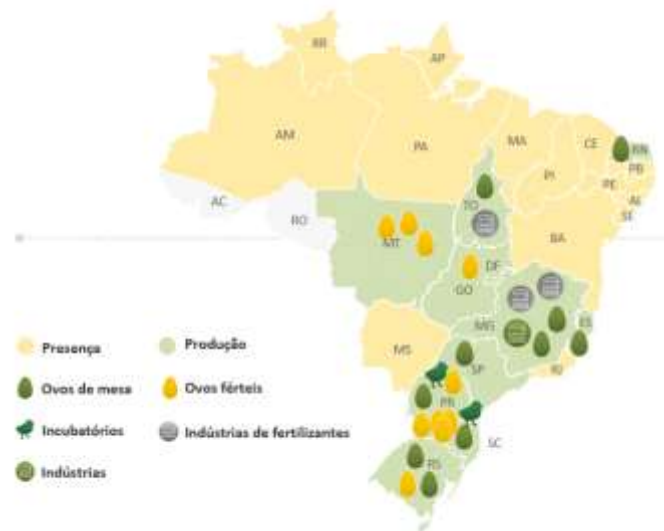 RR
AP
AM
PA
MA
CE
RN
PB
PI
PE
AL
SE
AC
RO
TO
BA
MT
DF
GO
MG
ES
MS
SP
RJ
PR
SC
RS
Presença
Produção
Ovos de mesa
Ovos férteis
Incubatórios
Indústrias de fertilizantes
Indústrias